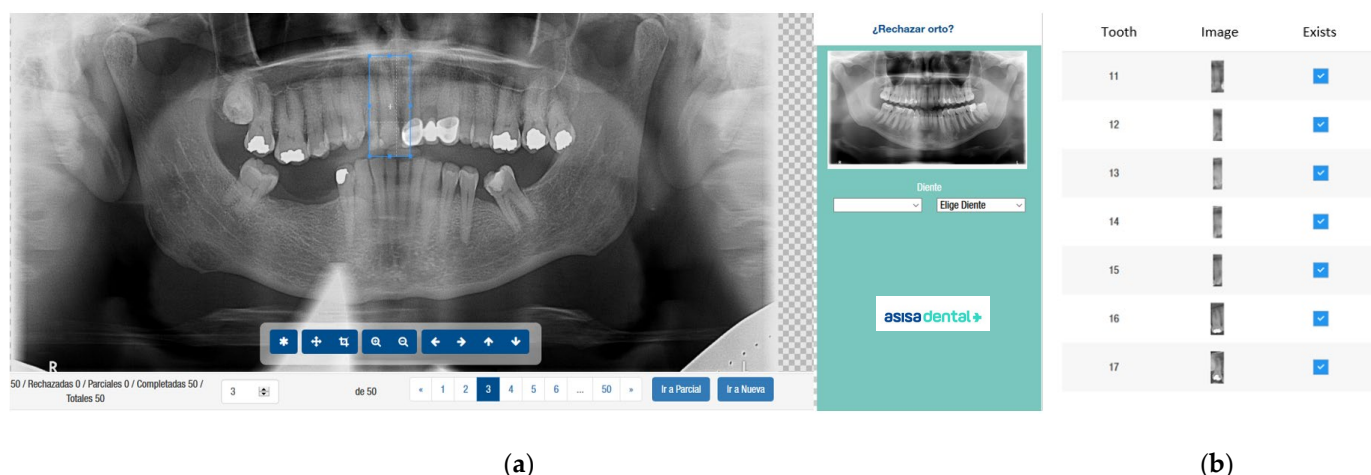 ¿Rechazar orto?
Diente
Elige Diente
asisa dental+
R
50 / Rechazadas 0 / Parciales 0 / Completadas 50 /
Totales 50
3
de 50
« 1 2 3 4 5 6 ... 50 »
Ir a Parcial
Ir a Nueva
(a)
Tooth Image Exists
11
12
13
14
15
16
17
(b)